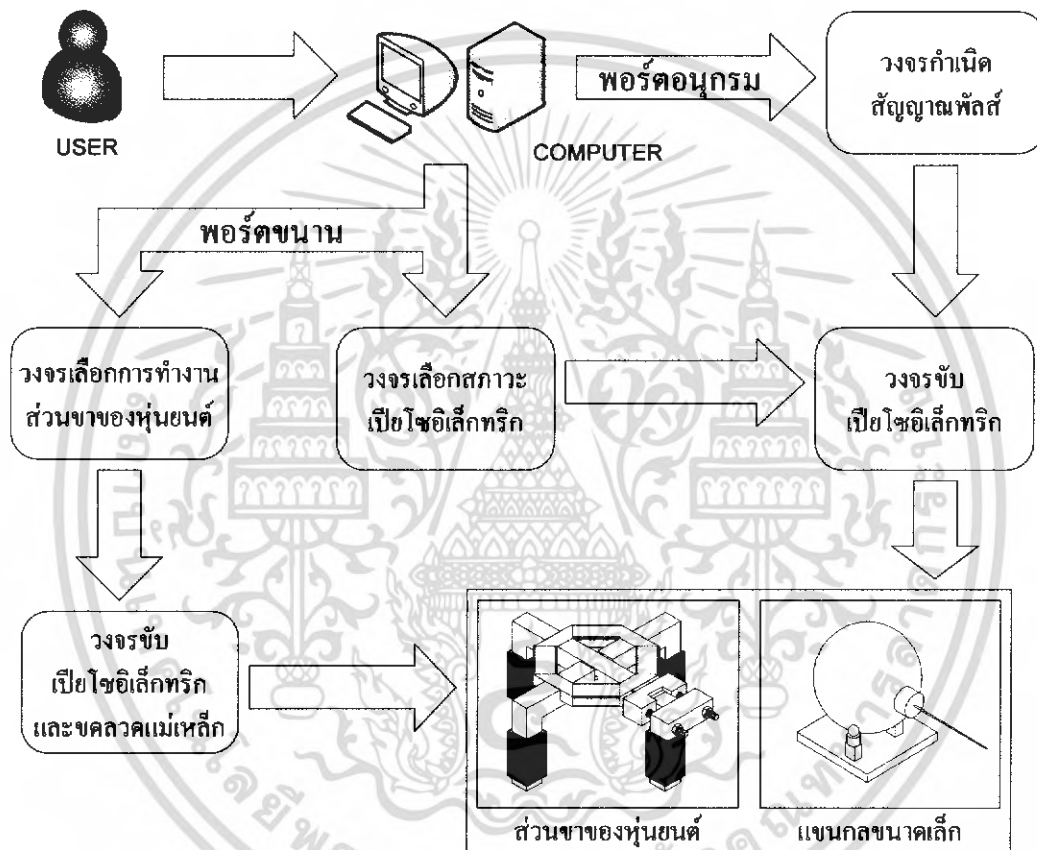 USER
COMPUTER
พอร์ตอนุกรม
วงจรกำเนิด
สัญญาณพัลส์
พอร์ตขนาน
วงจรเลือกการทำงาน
ส่วนขาของหุ่นยนต์
วงจรเลือกสภาวะ
เปียโซอิเล็กทริก
วงจรขับ
เปียโซอิเล็กทริก
วงจรขับ
เปียโซอิเล็กทริก
และขดลวดแม่เหล็ก
ส่วนขาของหุ่นยนต์
แขนกลขนาดเล็ก